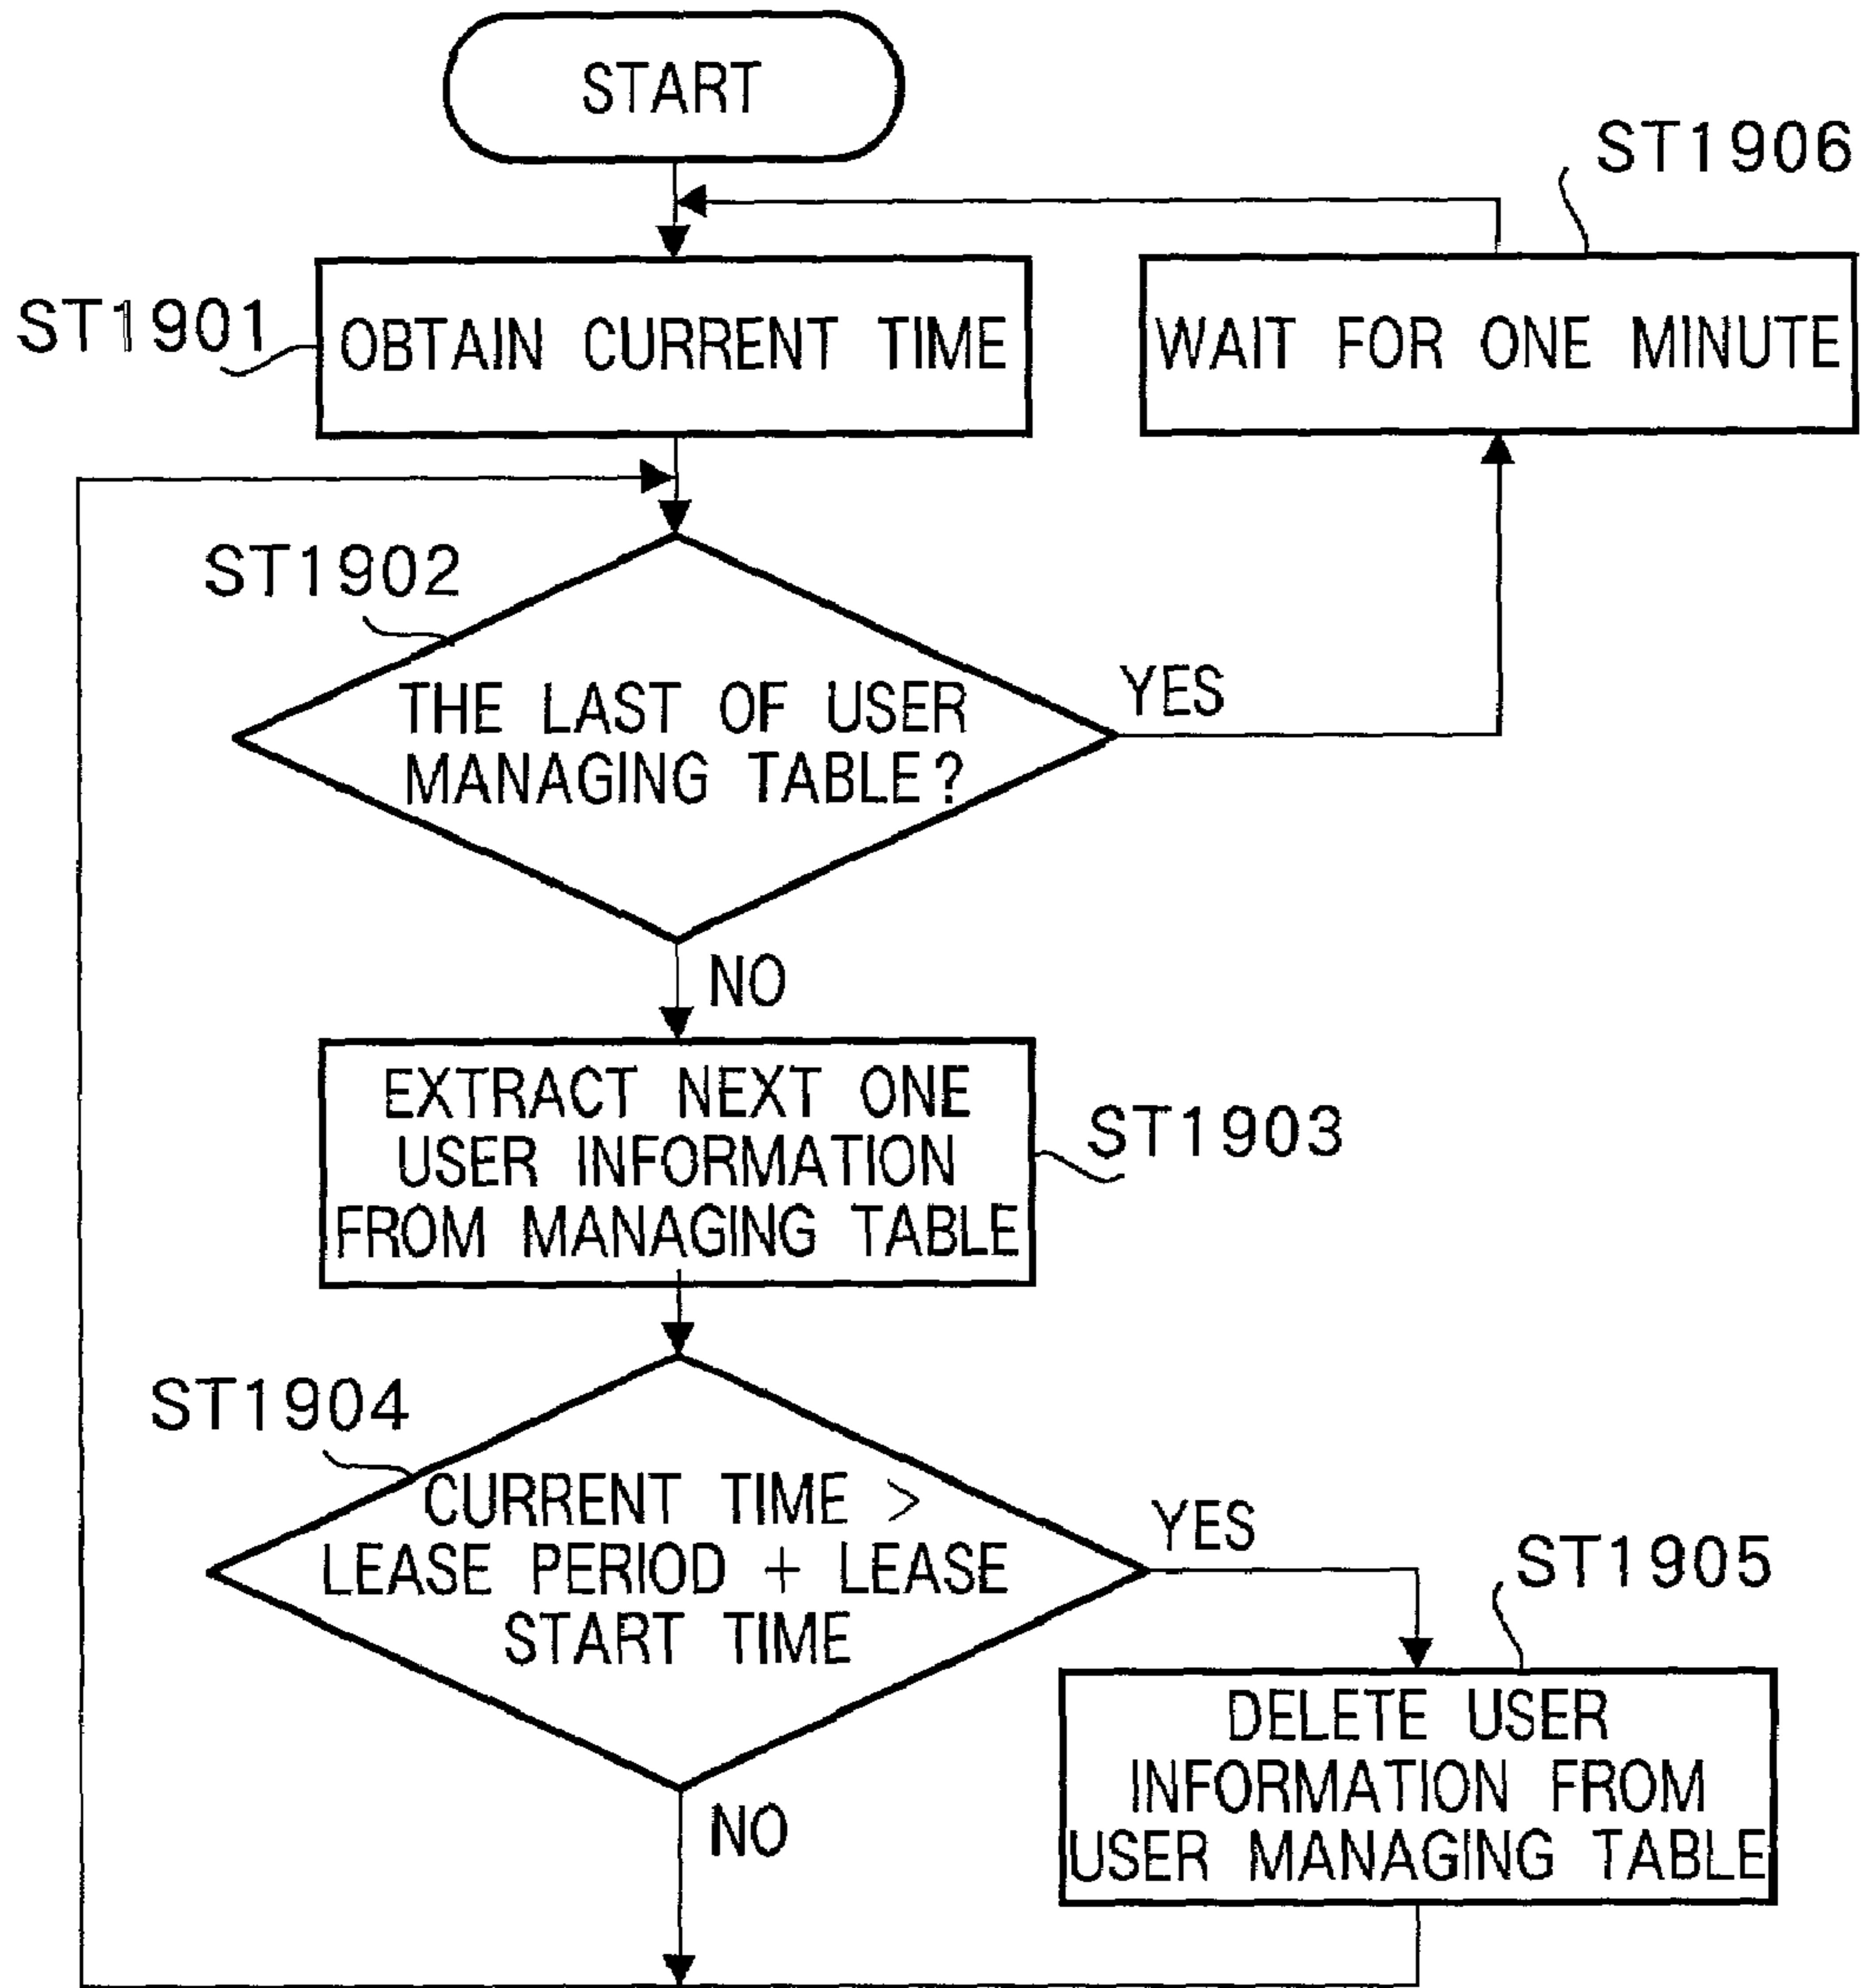 START
ST1906
ST1901
OBTAIN CURRENT TIME
WAIT FOR ONE MINUTE
ST1902
THE LAST OF USER
MANAGING TABLE?
YES
NO
EXTRACT NEXT ONE
USER INFORMATION
FROM MANAGING TABLE
ST1903
ST1904
CURRENT TIME >
LEASE PERIOD + LEASE
START TIME
YES
ST1905
NO
DELETE USER
INFORMATION FROM
USER MANAGING TABLE